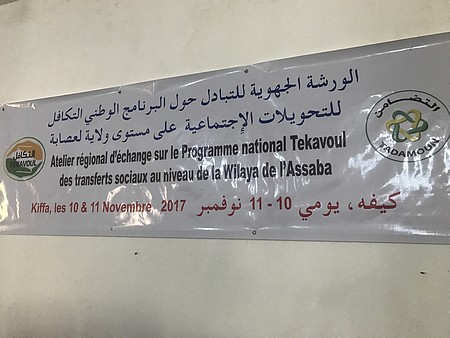 الورشة الجهوية للتبادل حول البرنامج الوطني التكافل
للتحويلات الإجتماعية على مستوى ولاية لعصابة
Atelier régional d'échange sur le Programme national Tekavoul
des transferts sociaux au niveau de la Wilaya de l'Assaba
Kiffa, les 10 & 11 Novembre , 2017 كيفه، يومي 10 - 11 نوفمبر
التكافل
TEKAVOUL
التضامن
TADAMOUN